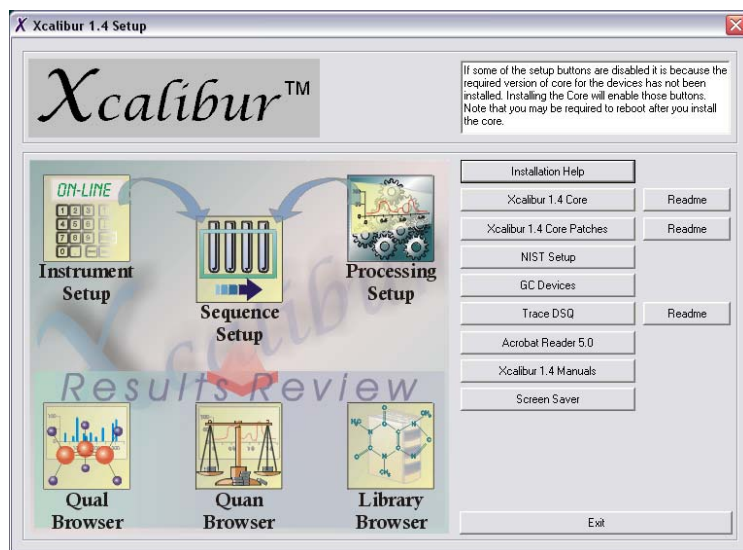 Xcalibur 1.4 Setup
Xcalibur™
If some of the setup buttons are disabled it is because the
required version of core for the devices has not been
installed. Installing the Core will enable those buttons.
Note that you may be required to reboot after you install
the core.
ON-LINE
Instrument
Setup
Sequence
Setup
Processing
Setup
Results Review
Qual
Browser
Quan
Browser
Library
Browser
Installation Help
Xcalibur 1.4 Core
Readme
Xcalibur 1.4 Core Patches
Readme
NIST Setup
GC Devices
Trace DSQ
Readme
Acrobat Reader 5.0
Xcalibur 1.4 Manuals
Screen Saver
Exit